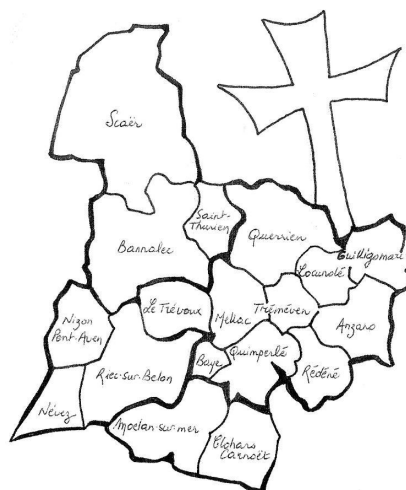 Scaër
Saint-
Thurien
Querrien
Bannalec
Guilligomarc
Locunolé
Le Trévoux
Mellac
Tréméven
Arzano
Nizon
Pont-Aven
Baye
Quimperlé
Rédéné
Riec-sur-Belon
Névez
Moëlan-sur-mer
Clohars
Carnoët